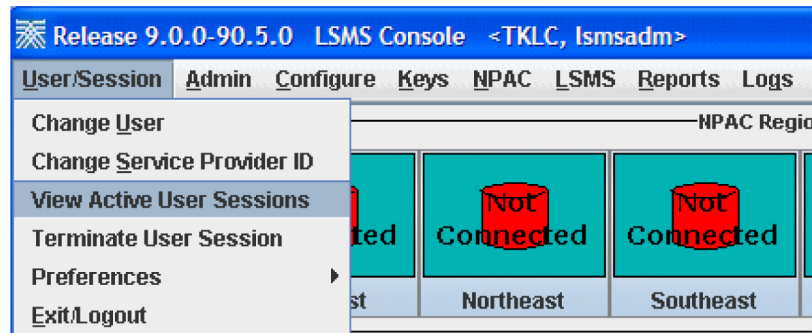 Release 9.0.0-90.5.0 LSMS Console <TKLC, lsmsadm>
User/Session Admin Configure Keys NPAC LSMS Reports Logs
NPAC Regio
Change User
Change Service Provider ID
View Active User Sessions
Terminate User Session
Preferences
Exit/Logout
ted
Not Connected
Not Connected
st
Northeast
Southeast